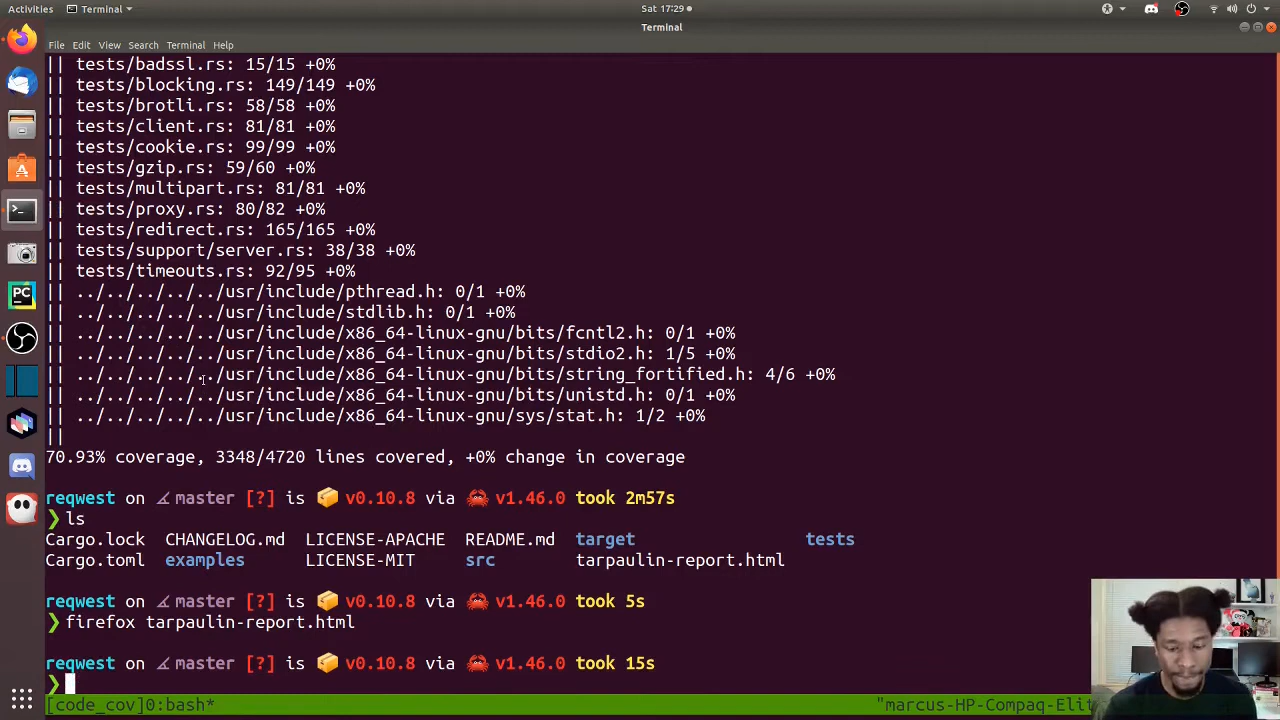 Activities Terminal Sat 17:29
Terminal
File Edit View Search Terminal Help
|| tests/badssl.rs: 15/15 +0%
|| tests/blocking.rs: 149/149 +0%
|| tests/brotli.rs: 58/58 +0%
|| tests/client.rs: 81/81 +0%
|| tests/cookie.rs: 99/99 +0%
|| tests/gzip.rs: 59/60 +0%
|| tests/multipart.rs: 81/81 +0%
|| tests/proxy.rs: 80/82 +0%
|| tests/redirect.rs: 165/165 +0%
|| tests/support/server.rs: 38/38 +0%
|| tests/timeouts.rs: 92/95 +0%
|| ../../../../../usr/include/pthread.h: 0/1 +0%
|| ../../../../../usr/include/stdlib.h: 0/1 +0%
|| ../../../../../usr/include/x86_64-linux-gnu/bits/fcntl2.h: 0/1 +0%
|| ../../../../../usr/include/x86_64-linux-gnu/bits/stdio2.h: 1/5 +0%
|| ../../../../../usr/include/x86_64-linux-gnu/bits/string_fortified.h: 4/6 +0%
|| ../../../../../usr/include/x86_64-linux-gnu/bits/unistd.h: 0/1 +0%
|| ../../../../../usr/include/x86_64-linux-gnu/sys/stat.h: 1/2 +0%
||
70.93% coverage, 3348/4720 lines covered, +0% change in coverage
reqwest on master [?] is 📦 v0.10.8 via 🦀 v1.46.0 took 2m57s
❯ ls
Cargo.lock CHANGELOG.md LICENSE-APACHE README.md target tests
Cargo.toml examples LICENSE-MIT src tarpaulin-report.html
reqwest on master [?] is 📦 v0.10.8 via 🦀 v1.46.0 took 5s
❯ firefox tarpaulin-report.html
reqwest on master [?] is 📦 v0.10.8 via 🦀 v1.46.0 took 15s
❯
[code_cov]0:bash* "marcus-HP-Compaq-Elit